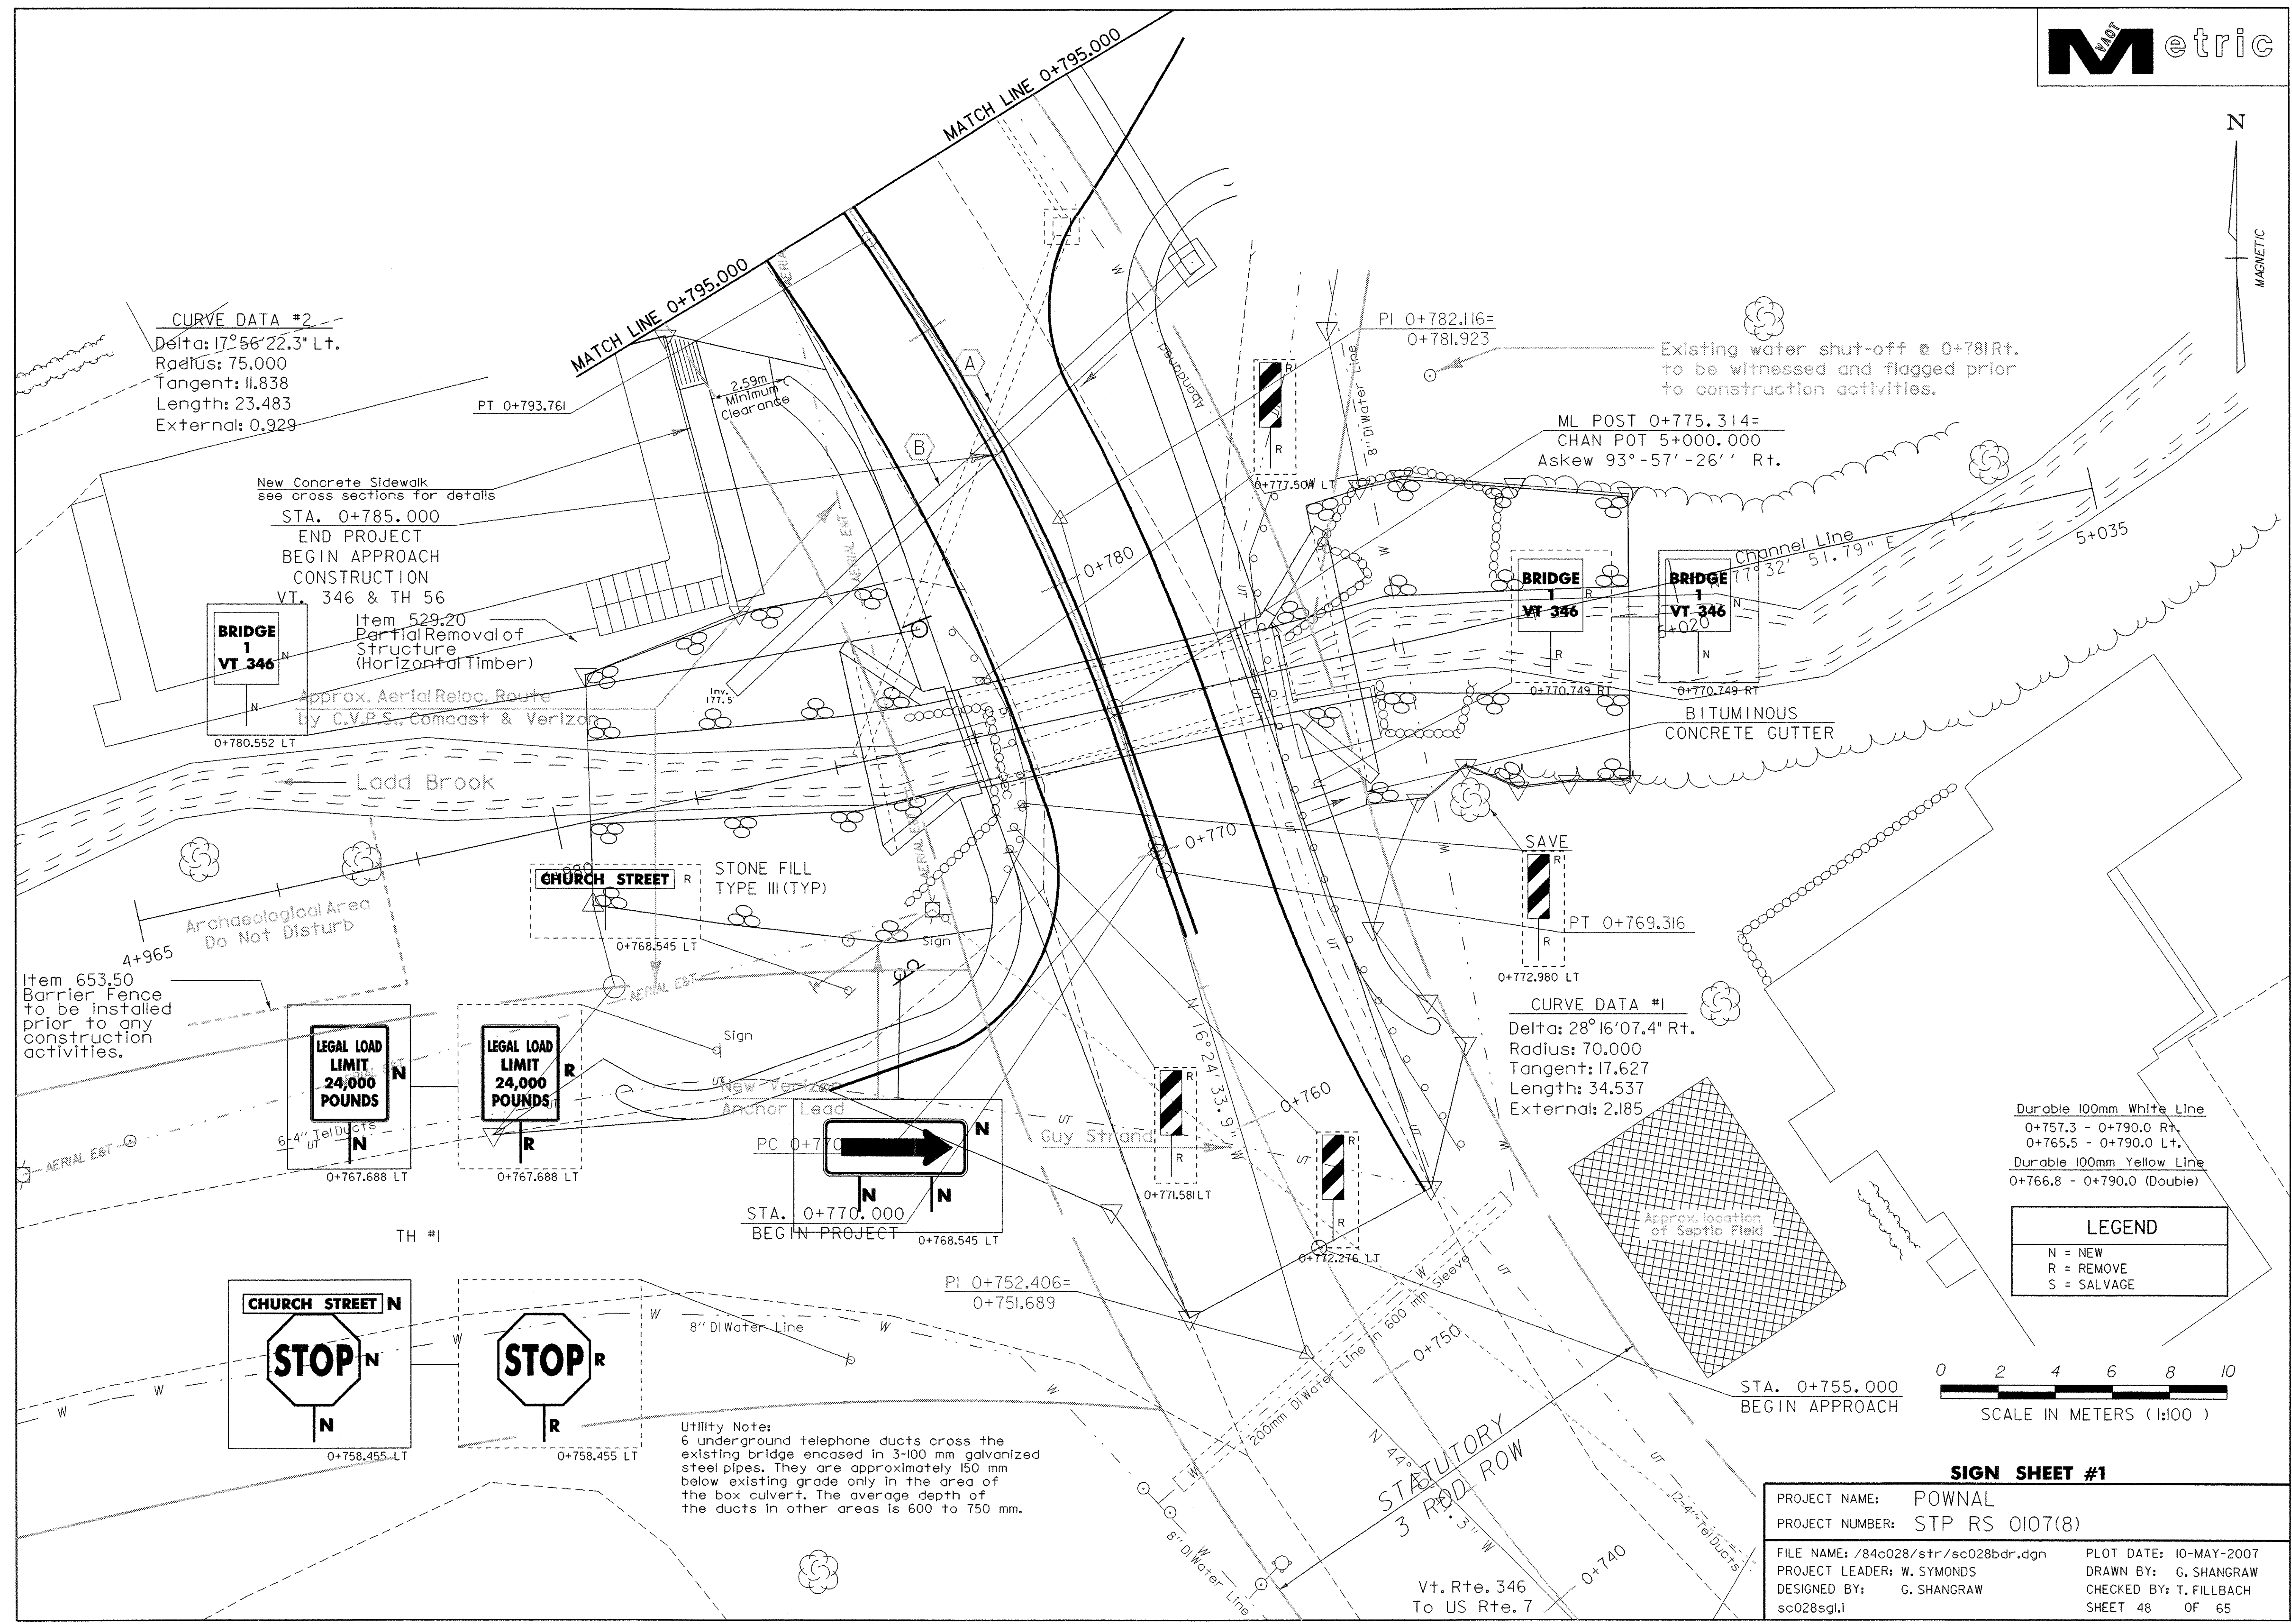 VAOT
Metric
N
MAGNETIC
MATCH LINE 0+795.000
MATCH LINE 0+795.000
CURVE DATA #2
Delta: 17°56'22.3" Lt.
Radius: 75.000
Tangent: 11.838
Length: 23.483
External: 0.929
PT 0+793.761
2.59m
Minimum
Clearance
A
B
AERIAL
Abandoned
8" DI Water Line
PI 0+782.116=
0+781.923
Existing water shut-off @ 0+781 Rt.
to be witnessed and flagged prior
to construction activities.
ML POST 0+775.314=
CHAN POT 5+000.000
Askew 93°-57'-26'' Rt.
R
R
0+777.504 LT
New Concrete Sidewalk
see cross sections for details
STA. 0+785.000
END PROJECT
BEGIN APPROACH
CONSTRUCTION
VT. 346 & TH 56
Item 529.20
Partial Removal of
Structure
(Horizontal Timber)
BRIDGE
1
VT 346
N
N
0+780.552 LT
Approx. Aerial Reloc. Route
by C.V.P.S., Comcast & Verizon
Inv.
177.5
AERIAL E&T
0+780
Channel Line
77°32' 51.79" E
5+035
5+020
BRIDGE
1
VT 346
R
R
0+770.749 RT
BRIDGE
1
VT 346
N
N
0+770.749 RT
BITUMINOUS
CONCRETE GUTTER
Ladd Brook
Archaeological Area
Do Not Disturb
4+965
CHURCH STREET R
0+768.545 LT
STONE FILL
TYPE III (TYP)
Sign
0+770
SAVE
R
R
0+772.980 LT
PT 0+769.316
Item 653.50
Barrier Fence
to be installed
prior to any
construction
activities.
AERIAL E&T
Sign
LEGAL LOAD
LIMIT
24,000
POUNDS
N
N
0+767.688 LT
LEGAL LOAD
LIMIT
24,000
POUNDS
R
R
0+767.688 LT
6-4" Tel Ducts
UT
AERIAL E&T
New Verizon
Anchor Lead
Guy Strand
PC 0+770
N
N
N
0+768.545 LT
STA. 0+770.000
BEGIN PROJECT
N 16°24'33.9" W
0+760
R
R
0+771.581 LT
R
R
0+772.276 LT
CURVE DATA #1
Delta: 28°16'07.4" Rt.
Radius: 70.000
Tangent: 17.627
Length: 34.537
External: 2.185
Approx. location
of Septic Field
Durable 100mm White Line
0+757.3 - 0+790.0 Rt.
0+765.5 - 0+790.0 Lt.
Durable 100mm Yellow Line
0+766.8 - 0+790.0 (Double)
LEGEND
N = NEW
R = REMOVE
S = SALVAGE
TH #1
CHURCH STREET N
STOP N
N
0+758.455 LT
STOP R
R
0+758.455 LT
8" DI Water Line
PI 0+752.406=
0+751.689
200mm DI Water Line in 600 mm Sleeve
0+750
STA. 0+755.000
BEGIN APPROACH
0 2 4 6 8 10
SCALE IN METERS (1:100 )
Utility Note:
6 underground telephone ducts cross the
existing bridge encased in 3-100 mm galvanized
steel pipes. They are approximately 150 mm
below existing grade only in the area of
the box culvert. The average depth of
the ducts in other areas is 600 to 750 mm.
STATUTORY
3 ROD ROW
8" DI Water Line
12-4" Tel Ducts
0+740
Vt. Rte. 346
To US Rte. 7
SIGN SHEET #1
PROJECT NAME: POWNAL
PROJECT NUMBER: STP RS 0107(8)
FILE NAME: /84c028/str/sc028bdr.dgn
PLOT DATE: 10-MAY-2007
PROJECT LEADER: W. SYMONDS
DRAWN BY: G. SHANGRAW
DESIGNED BY: G. SHANGRAW
CHECKED BY: T. FILLBACH
sc028sg1.i
SHEET 48 OF 65